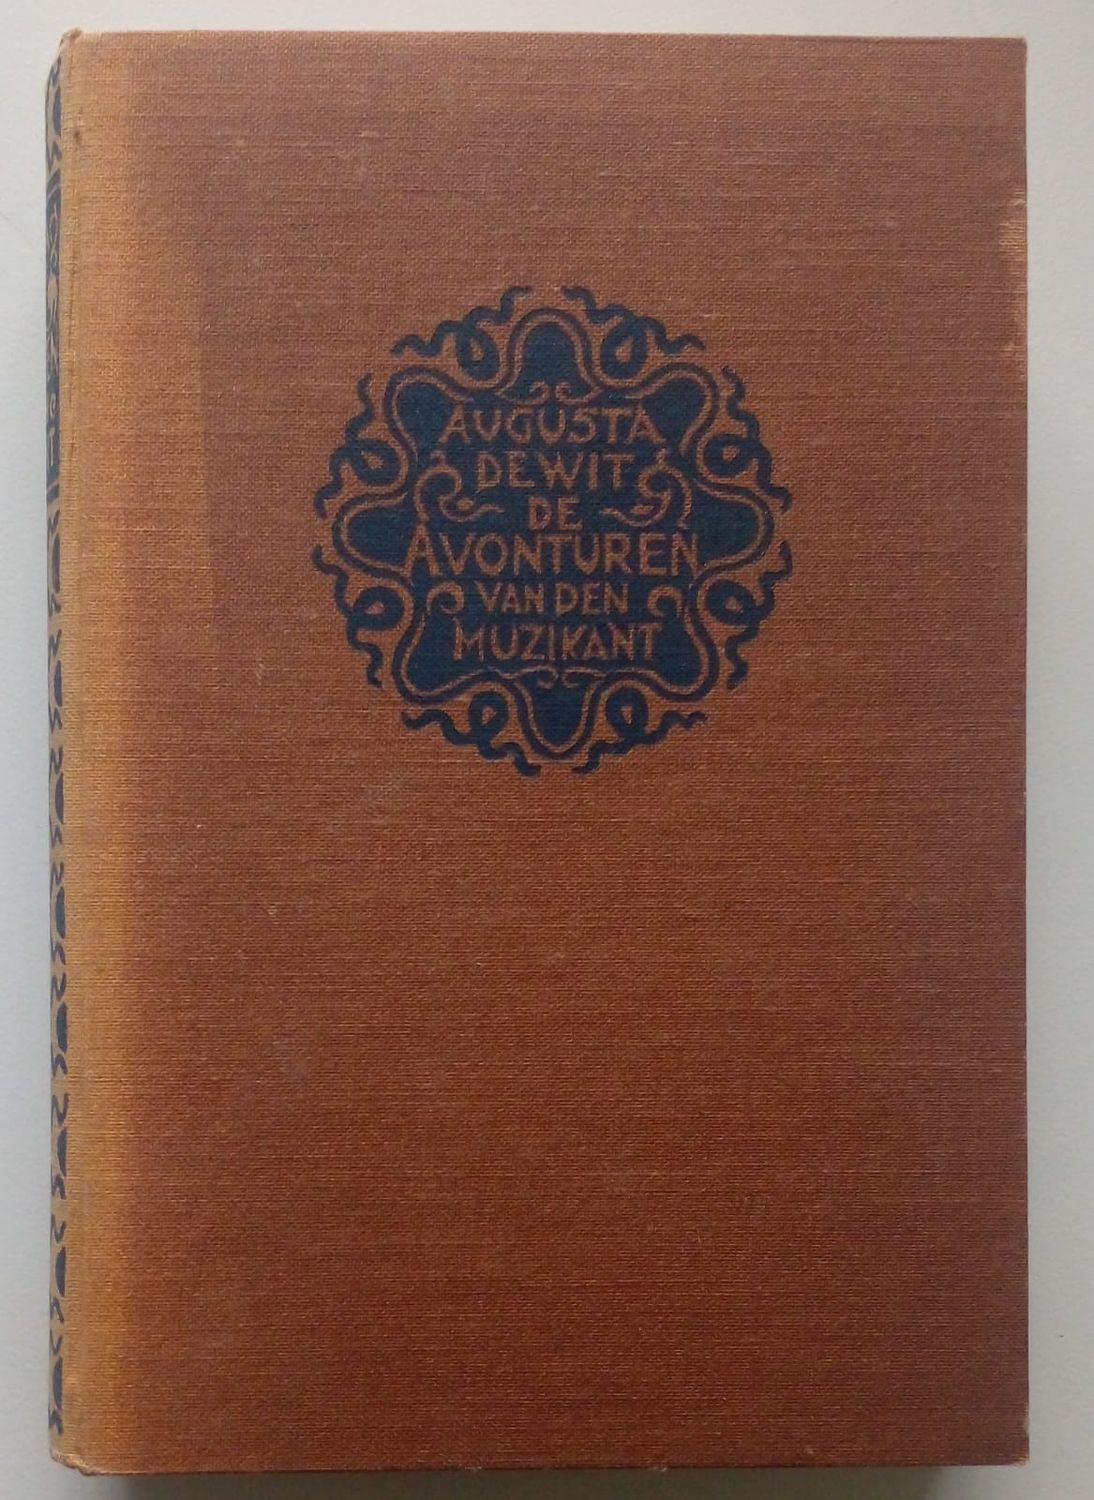 AUGUSTA
DE WIT
DE
AVONTUREN
VAN DEN
MUZIKANT